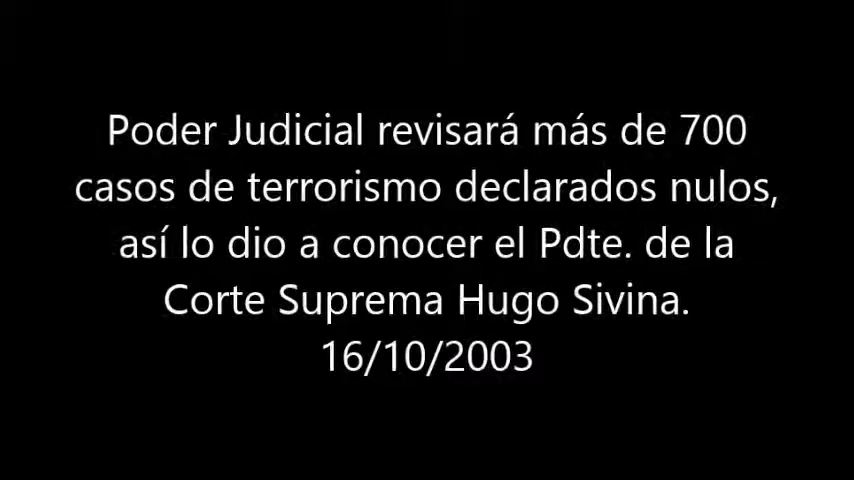 Poder Judicial revisará más de 700
casos de terrorismo declarados nulos,
así lo dio a conocer el Pdte. de la
Corte Suprema Hugo Sivina.
16/10/2003